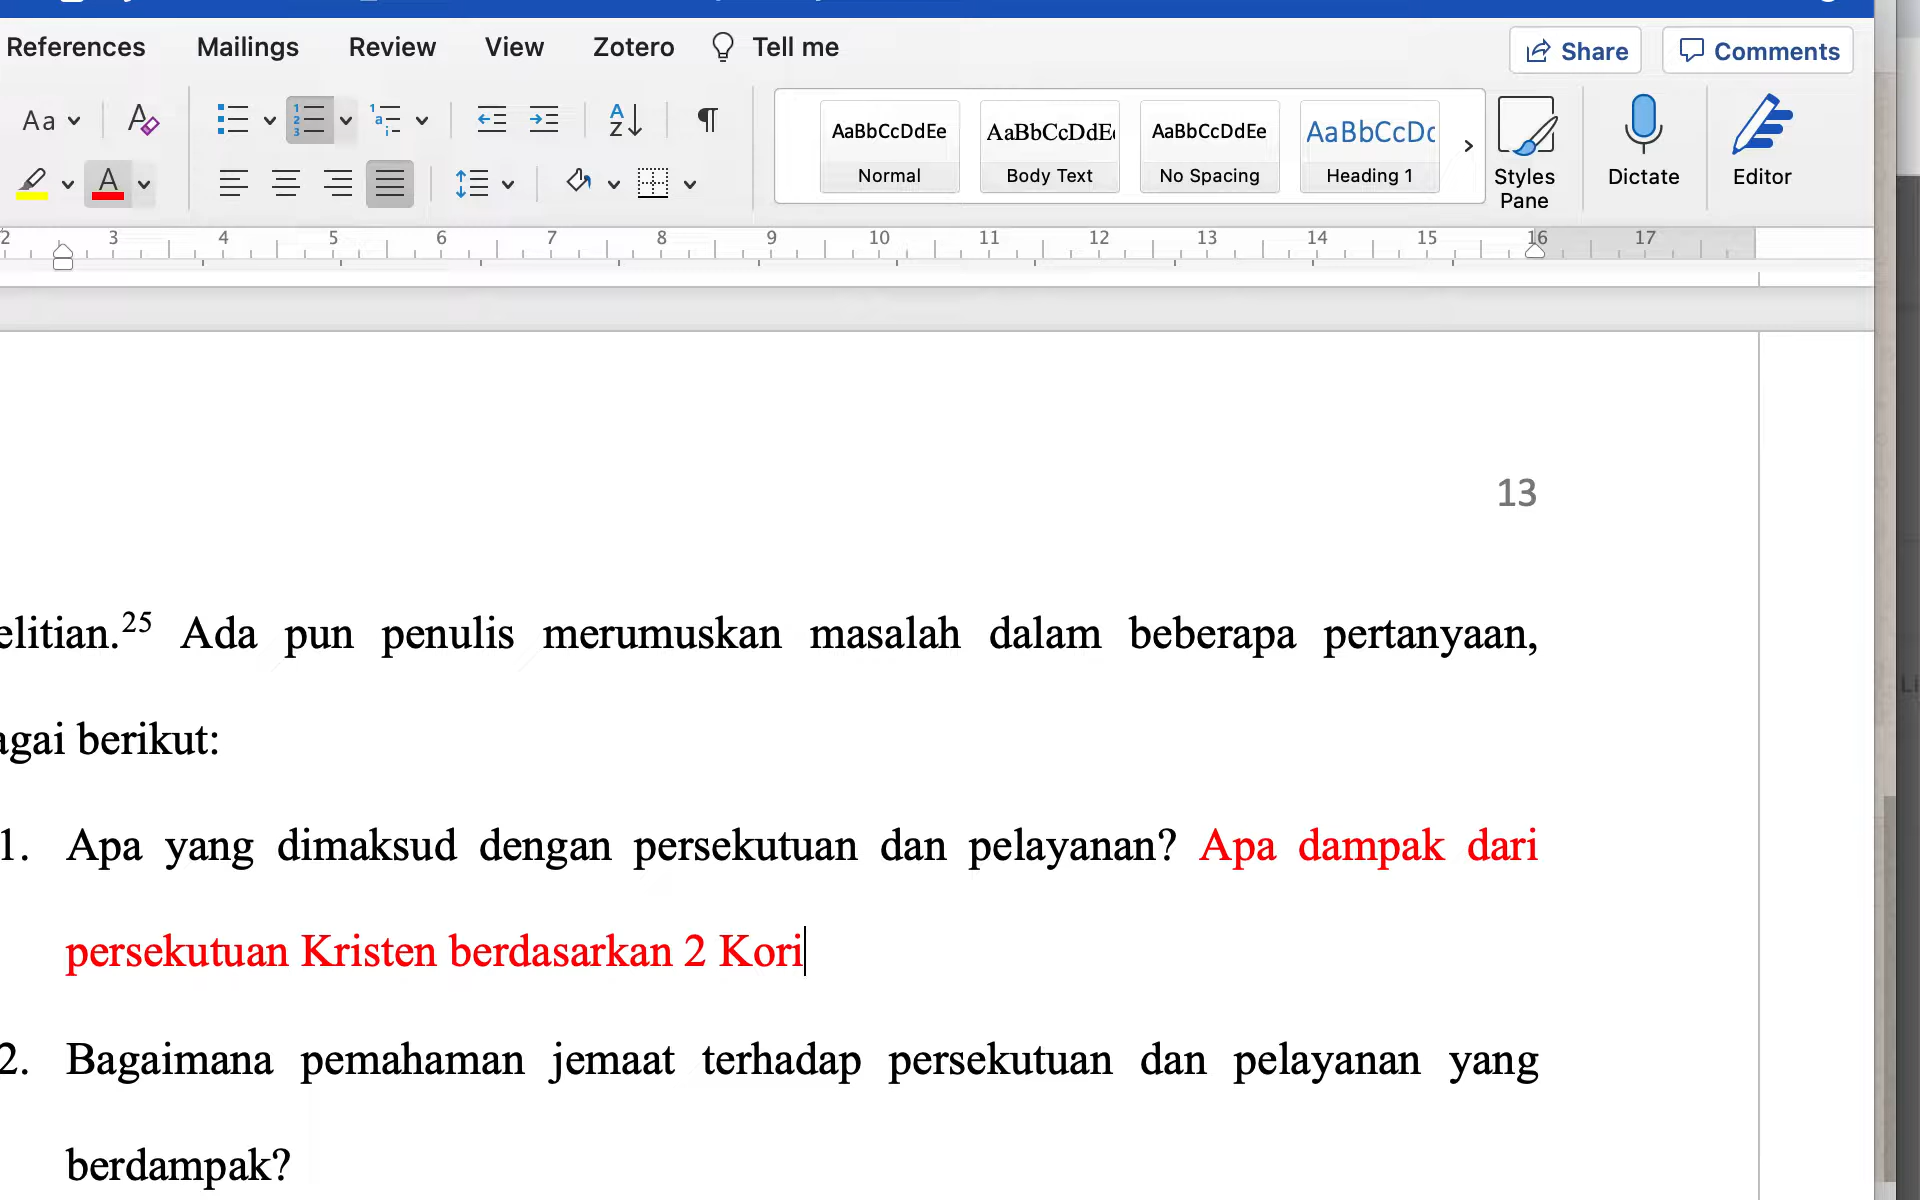 References Mailings Review View Zotero Tell me Share Comments
Aa
AaBbCcDdEe AaBbCcDdE AaBbCcDdEe AaBbCcDc
Normal Body Text No Spacing Heading 1
Styles Pane Dictate Editor
2 3 4 5 6 7 8 9 10 11 12 13 14 15 16 17
13
elitian.25 Ada pun penulis merumuskan masalah dalam beberapa pertanyaan,
agai berikut:
1. Apa yang dimaksud dengan persekutuan dan pelayanan? Apa dampak dari
persekutuan Kristen berdasarkan 2 Kori
2. Bagaimana pemahaman jemaat terhadap persekutuan dan pelayanan yang
berdampak?